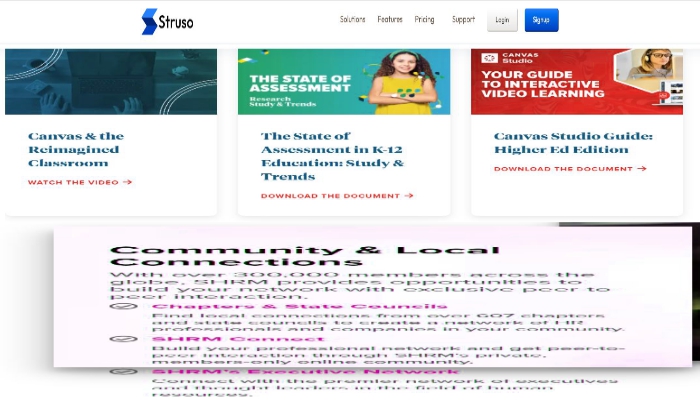 Struso
Solutions Features Pricing Support Login Signup
THE STATE OF
ASSESSMENT
Research
Study & Trends
CANVAS
Studio
YOUR GUIDE
TO INTERACTIVE
VIDEO LEARNING
Canvas & the
Reimagined
Classroom
WATCH THE VIDEO →
The State of
Assessment in K-12
Education: Study &
Trends
DOWNLOAD THE DOCUMENT →
Canvas Studio Guide:
Higher Ed Edition
DOWNLOAD THE DOCUMENT →
Community & Local
Connections
With over 300,000 members across the
globe, SHRM provides opportunities to
build your network with exclusive peer-to-
peer interaction.
Chapters & State Councils
Find local connections from over 607 chapters
and state councils to create a network of HR
professionals and companies in your community.
SHRM Connect
Build your professional network and get peer-to-
peer interaction through SHRM's private,
member-only online community.
SHRM's Executive Network
Connect with the premier network of executives
and thought leaders in the field of human
resources.